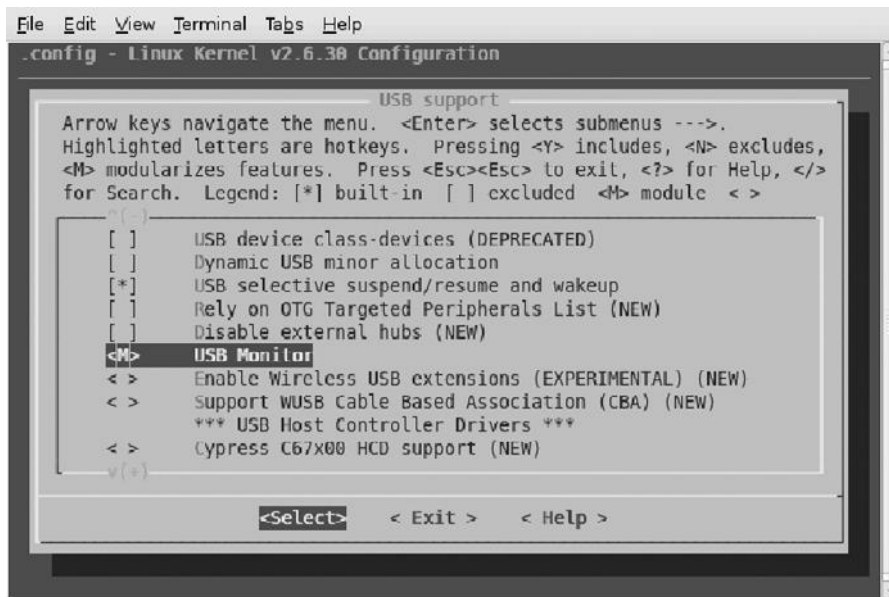 File Edit View Terminal Tabs Help
.config - Linux Kernel v2.6.30 Configuration
USB support
Arrow keys navigate the menu. <Enter> selects submenus --->.
Highlighted letters are hotkeys. Pressing <Y> includes, <N> excludes,
<M> modularizes features. Press <Esc><Esc> to exit, <?> for Help, </>
for Search. Legend: [*] built-in [ ] excluded <M> module < >
^(-)
[ ] USB device class-devices (DEPRECATED)
[ ] Dynamic USB minor allocation
[*] USB selective suspend/resume and wakeup
[ ] Rely on OTG Targeted Peripherals List (NEW)
[ ] Disable external hubs (NEW)
<M> USB Monitor
< > Enable Wireless USB extensions (EXPERIMENTAL) (NEW)
< > Support WUSB Cable Based Association (CBA) (NEW)
*** USB Host Controller Drivers ***
< > Cypress C67x00 HCD support (NEW)
v(+)
<Select> < Exit > < Help >